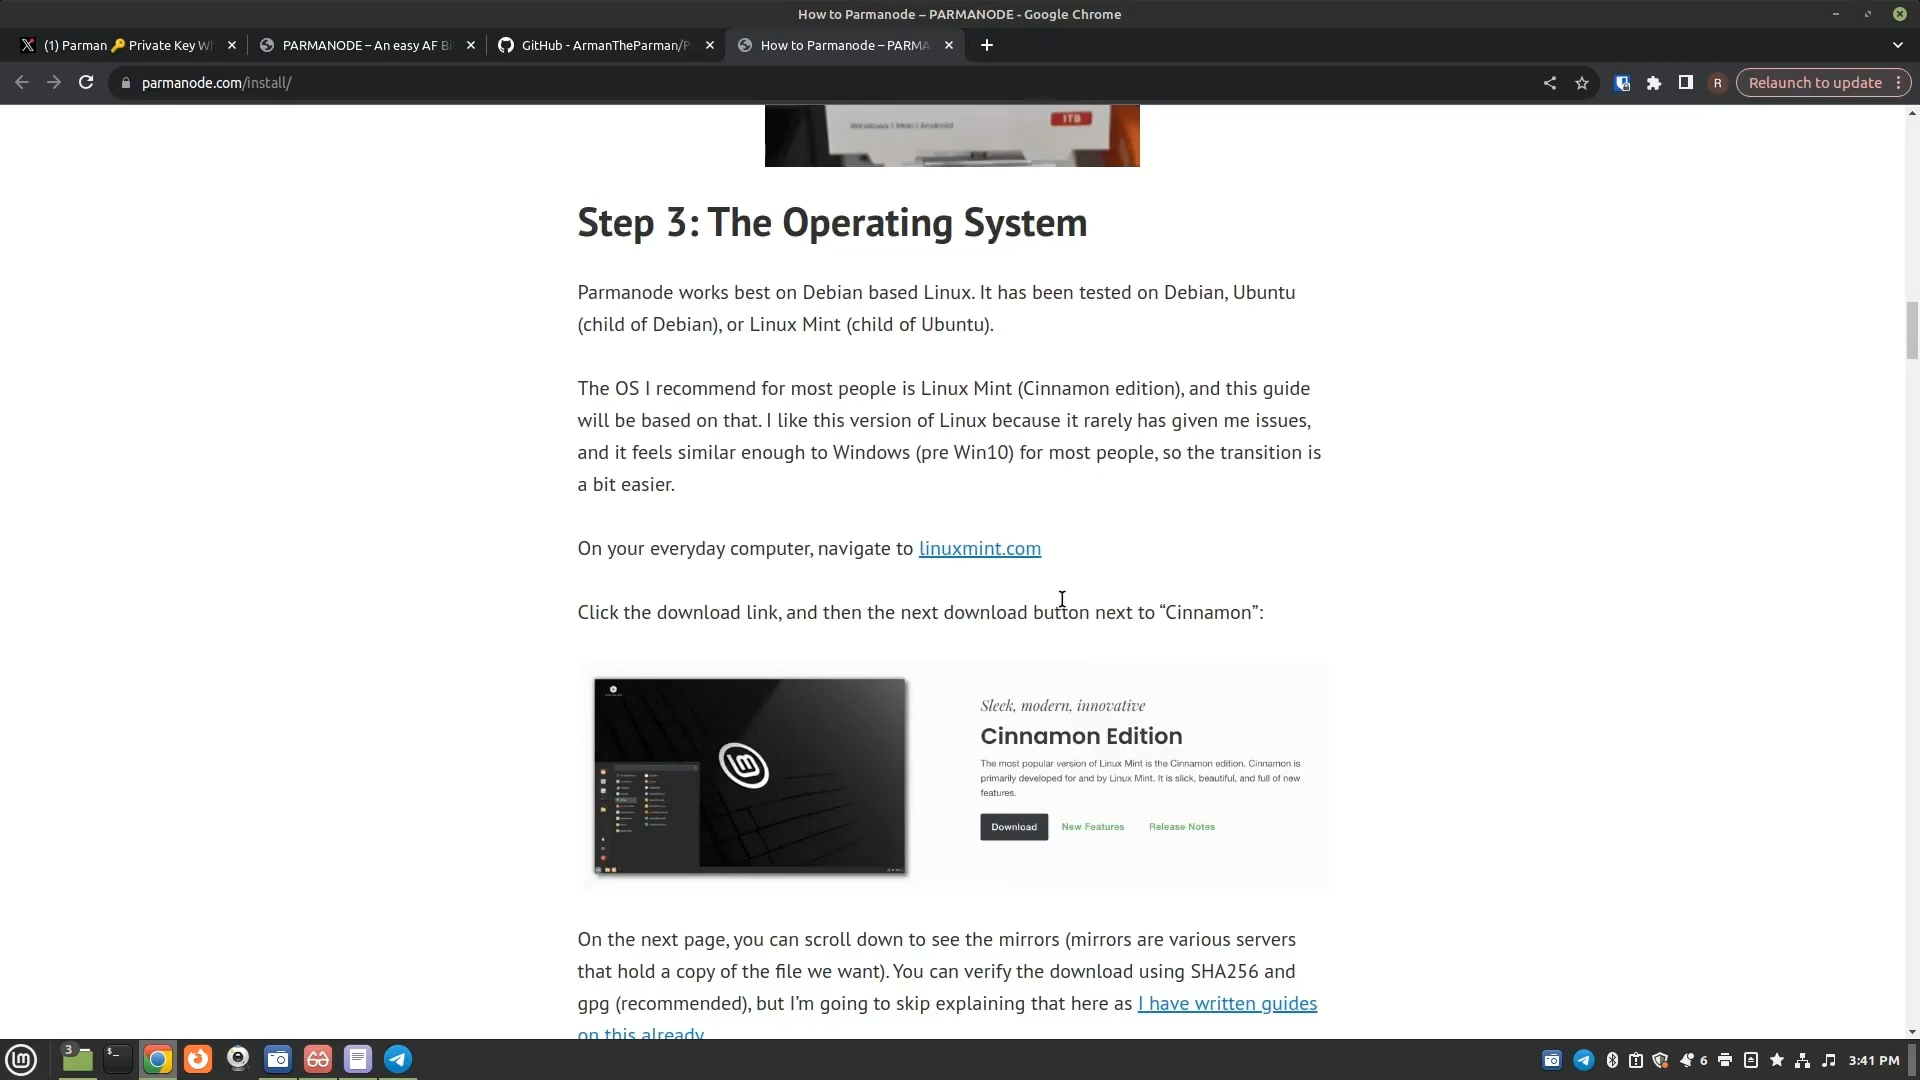 How to Parmanode – PARMANODE - Google Chrome
(1) Parman 🔑 Private Key W
PARMANODE – An easy AF Bi
GitHub - ArmanTheParman/P
How to Parmanode – PARMA
parmanode.com/install/
R
Relaunch to update
Windows | Mac | Android
1TB
Step 3: The Operating System
Parmanode works best on Debian based Linux. It has been tested on Debian, Ubuntu
(child of Debian), or Linux Mint (child of Ubuntu).
The OS I recommend for most people is Linux Mint (Cinnamon edition), and this guide
will be based on that. I like this version of Linux because it rarely has given me issues,
and it feels similar enough to Windows (pre Win10) for most people, so the transition is
a bit easier.
On your everyday computer, navigate to linuxmint.com
Click the download link, and then the next download button next to “Cinnamon”:
Sleek, modern, innovative
Cinnamon Edition
The most popular version of Linux Mint is the Cinnamon edition. Cinnamon is
primarily developed for and by Linux Mint. It is slick, beautiful, and full of new
features.
Download New Features Release Notes
On the next page, you can scroll down to see the mirrors (mirrors are various servers
that hold a copy of the file we want). You can verify the download using SHA256 and
gpg (recommended), but I’m going to skip explaining that here as I have written guides
on this already
3
6
3:41 PM